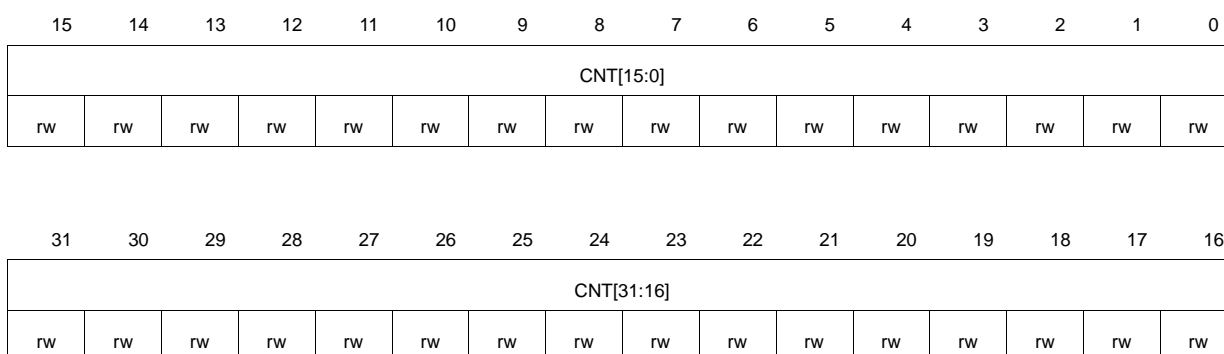 15 14 13 12 11 10 9 8 7 6 5 4 3 2 1 0
CNT[15:0]
rw rw rw rw rw rw rw rw rw rw rw rw rw rw rw rw
31 30 29 28 27 26 25 24 23 22 21 20 19 18 17 16
CNT[31:16]
rw rw rw rw rw rw rw rw rw rw rw rw rw rw rw rw